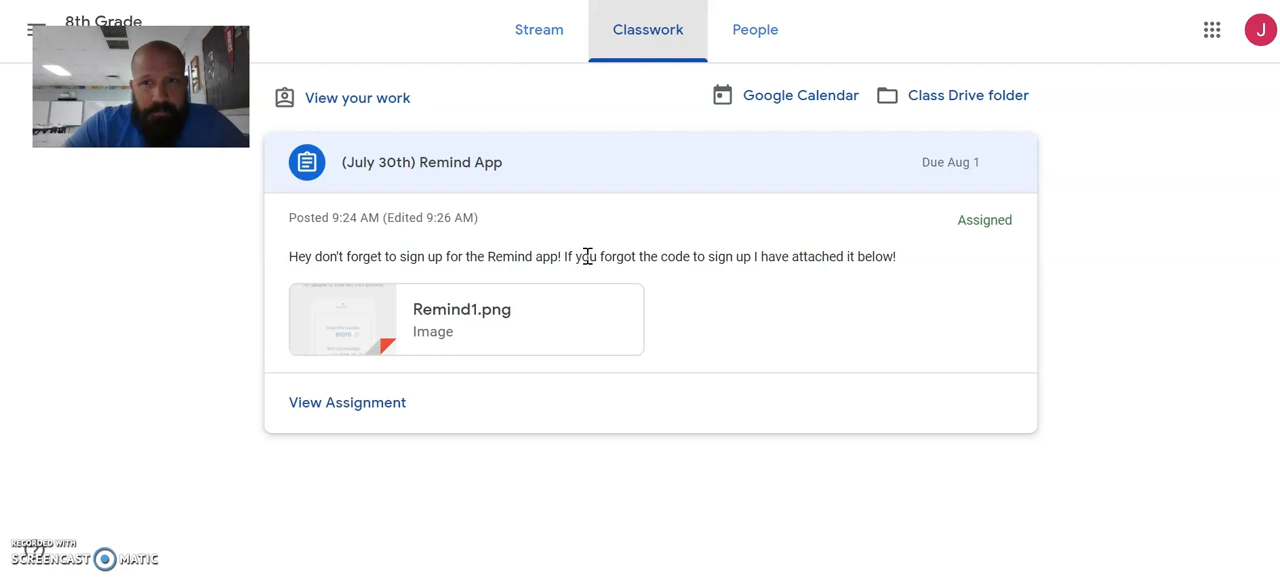 8th Grade
Stream
Classwork
People
J
View your work
Google Calendar
Class Drive folder
(July 30th) Remind App
Due Aug 1
Posted 9:24 AM (Edited 9:26 AM)
Assigned
Hey don't forget to sign up for the Remind app! If you forgot the code to sign up I have attached it below!
Remind1.png
Image
View Assignment
RECORDED WITH
SCREENCAST MATIC